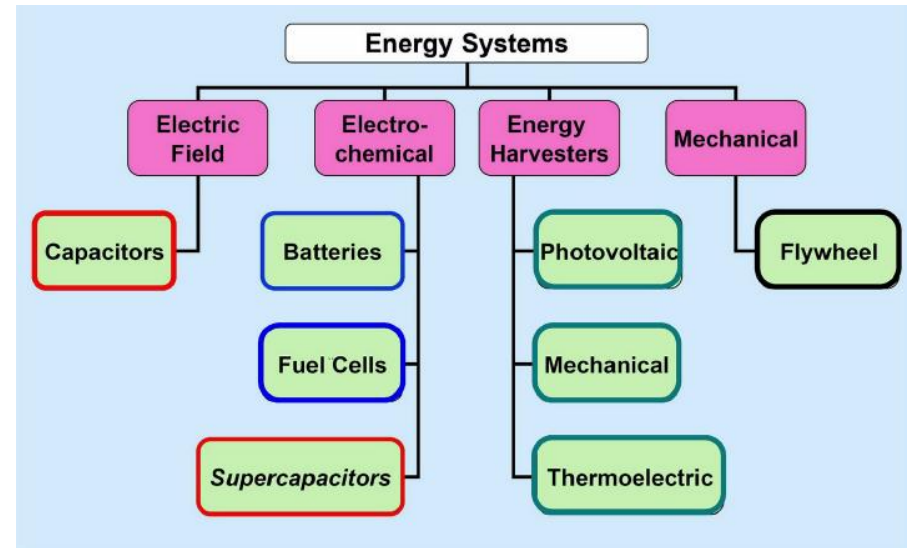 Energy Systems
Electric
Field
Electro-
chemical
Energy
Harvesters
Mechanical
Capacitors
Batteries
Photovoltaic
Flywheel
Fuel Cells
Mechanical
Supercapacitors
Thermoelectric